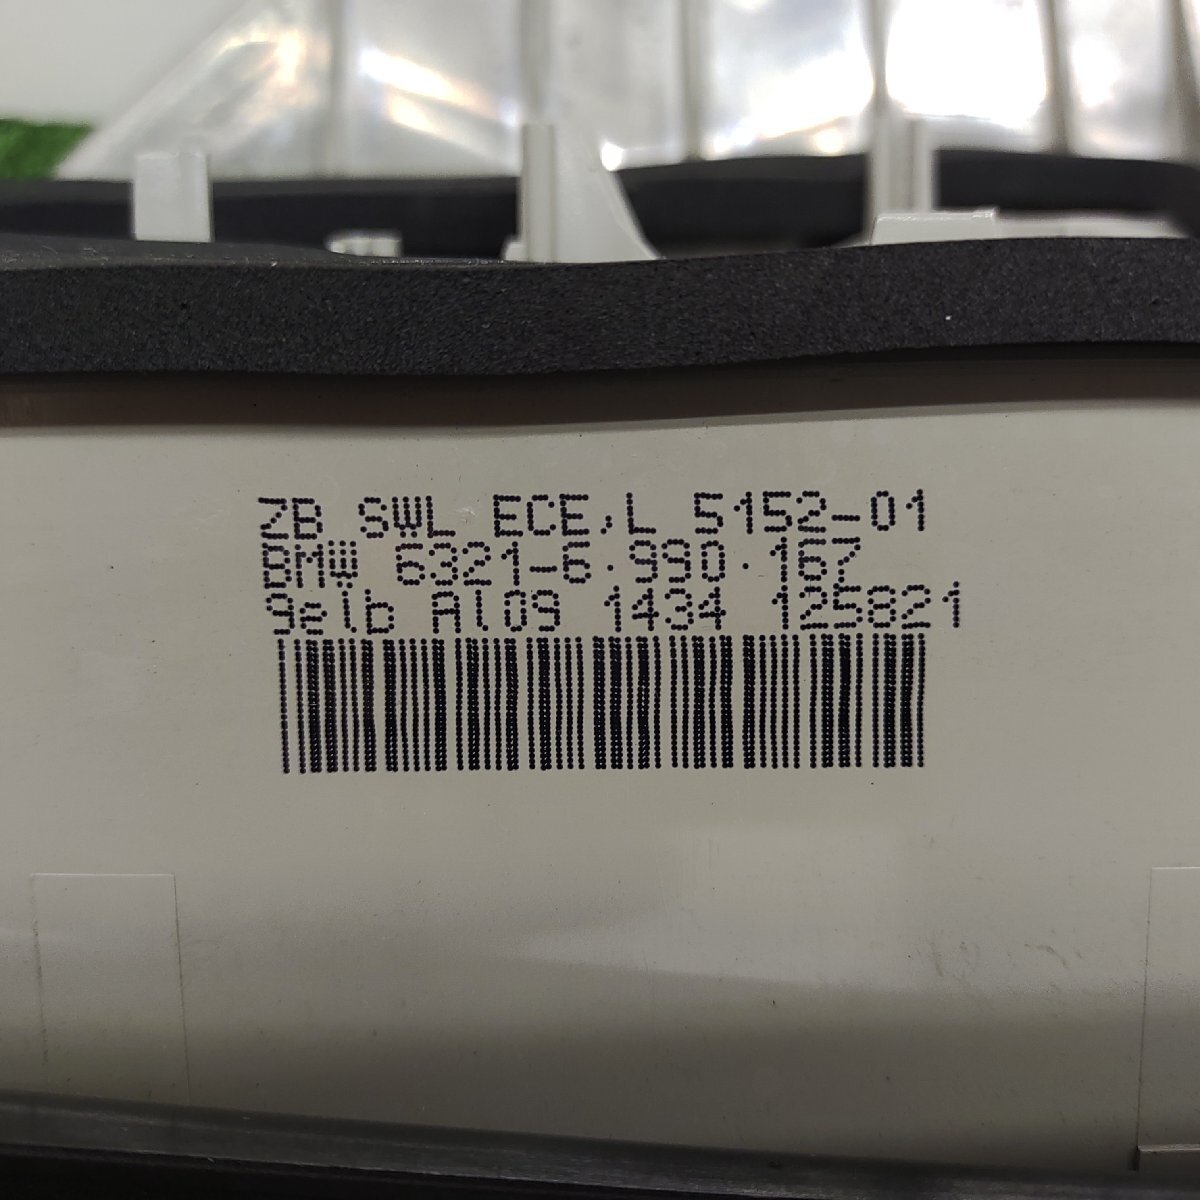 ZB SWL ECE,L 5152-01
BMW 6321-6.990.167
gelb Al09 1434 125821